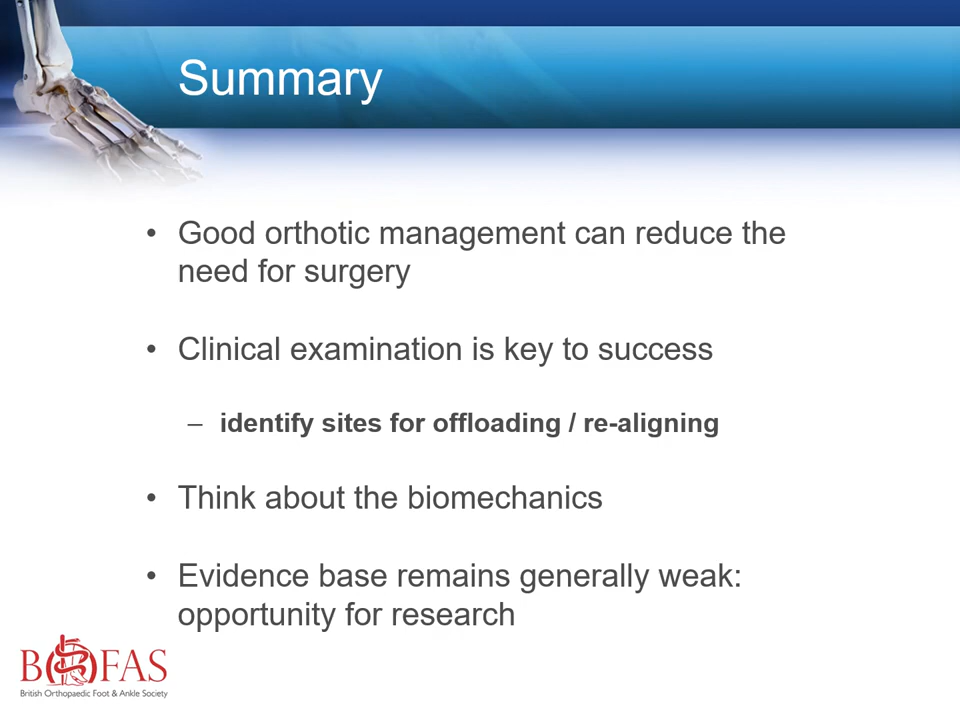 Summary
• Good orthotic management can reduce the
need for surgery
• Clinical examination is key to success
– identify sites for offloading / re-aligning
• Think about the biomechanics
• Evidence base remains generally weak:
opportunity for research
BOFAS
British Orthopaedic Foot & Ankle Society